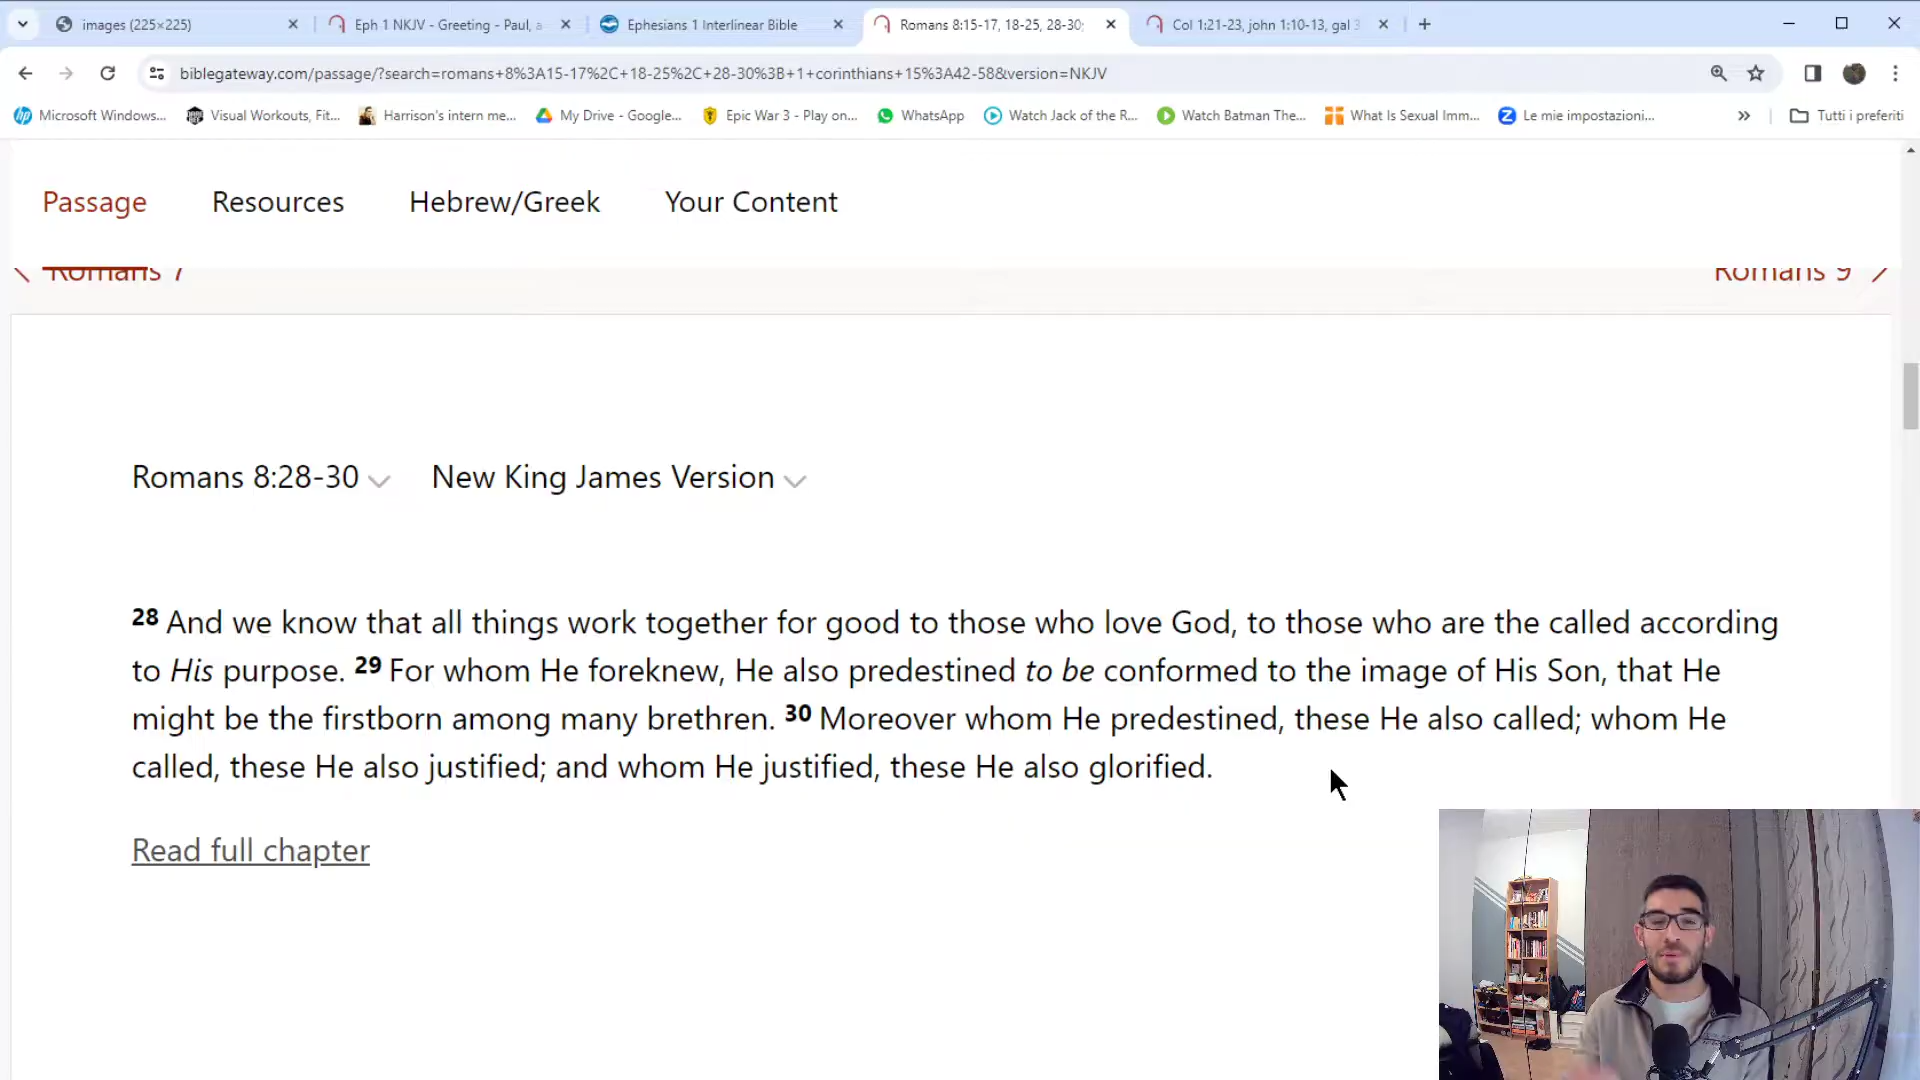 images (225×225)
Eph 1 NKJV - Greeting - Paul, a
Ephesians 1 Interlinear Bible
Romans 8:15-17, 18-25, 28-30;
Col 1:21-23, john 1:10-13, gal 3
biblegateway.com/passage/?search=romans+8%3A15-17%2C+18-25%2C+28-30%3B+1+corinthians+15%3A42-58&version=NKJV
Microsoft Windows...
Visual Workouts, Fit...
Harrison's intern me...
My Drive - Google...
Epic War 3 - Play on...
WhatsApp
Watch Jack of the R...
Watch Batman The...
What Is Sexual Imm...
Le mie impostazioni...
Tutti i preferiti
Passage Resources Hebrew/Greek Your Content
Romans 7 Romans 9
Romans 8:28-30 New King James Version
28 And we know that all things work together for good to those who love God, to those who are the called according
to His purpose. 29 For whom He foreknew, He also predestined to be conformed to the image of His Son, that He
might be the firstborn among many brethren. 30 Moreover whom He predestined, these He also called; whom He
called, these He also justified; and whom He justified, these He also glorified.
Read full chapter